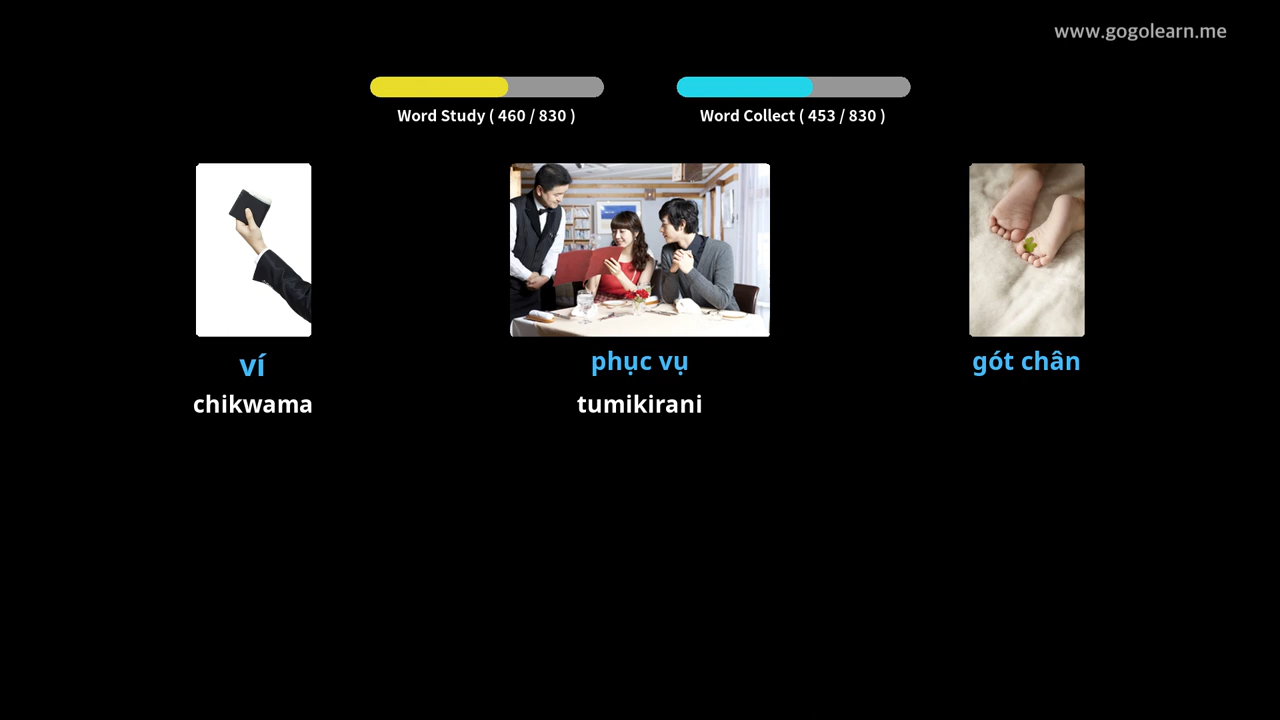 www.gogolearn.me
Word Study ( 460 / 830 )
Word Collect ( 453 / 830 )
ví
phục vụ
gót chân
chikwama
tumikirani